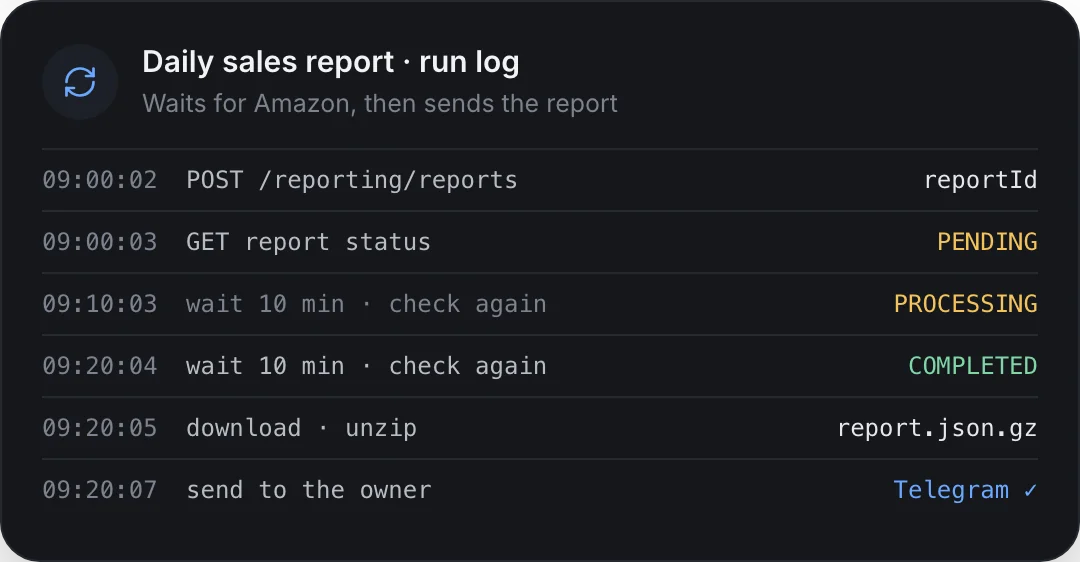 Daily sales report · run log
Waits for Amazon, then sends the report
09:00:02 POST /reporting/reports reportId
09:00:03 GET report status PENDING
09:10:03 wait 10 min · check again PROCESSING
09:20:04 wait 10 min · check again COMPLETED
09:20:05 download · unzip report.json.gz
09:20:07 send to the owner Telegram ✓